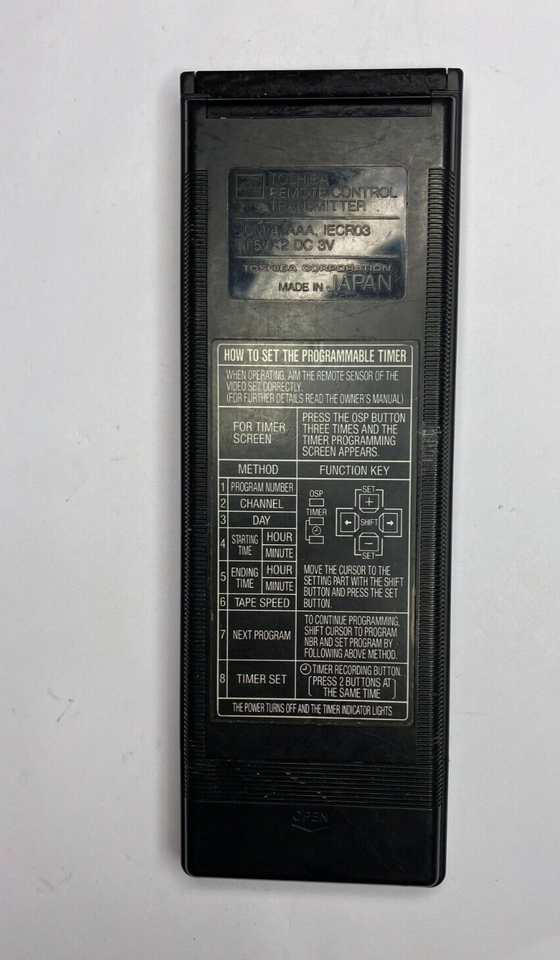 TOSHIBA
REMOTE CONTROL
TRANSMITTER
UM-4, AAA, IECR03
1.5V×2 DC 3V
TOSHIBA CORPORATION
MADE IN JAPAN
HOW TO SET THE PROGRAMMABLE TIMER
WHEN OPERATING, AIM THE REMOTE SENSOR OF THE
VIDEO SET CORRECTLY.
(FOR FURTHER DETAILS READ THE OWNER'S MANUAL)
FOR TIMER
SCREEN
PRESS THE OSP BUTTON
THREE TIMES AND THE
TIMER PROGRAMMING
SCREEN APPEARS.
METHOD
FUNCTION KEY
1 PROGRAM NUMBER
2 CHANNEL
3 DAY
4 STARTING TIME
HOUR
MINUTE
5 ENDING TIME
HOUR
MINUTE
6 TAPE SPEED
OSP
TIMER
SET
+
← SHIFT →
−
SET
MOVE THE CURSOR TO THE
SETTING PART WITH THE SHIFT
BUTTON AND PRESS THE SET
BUTTON.
7 NEXT PROGRAM
TO CONTINUE PROGRAMMING,
SHIFT CURSOR TO PROGRAM
NBR AND SET PROGRAM BY
FOLLOWING ABOVE METHOD.
8 TIMER SET
TIMER RECORDING BUTTON.
(PRESS 2 BUTTONS AT
THE SAME TIME)
THE POWER TURNS OFF AND THE TIMER INDICATOR LIGHTS
OPEN